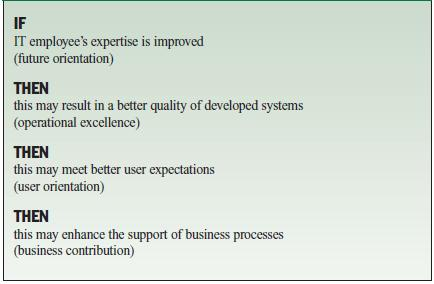 IF
IT employee's expertise is improved
(future orientation)
THEN
this may result in a better quality of developed systems
(operational excellence)
THEN
this may meet better user expectations
(user orientation)
THEN
this may enhance the support of business processes
(business contribution)